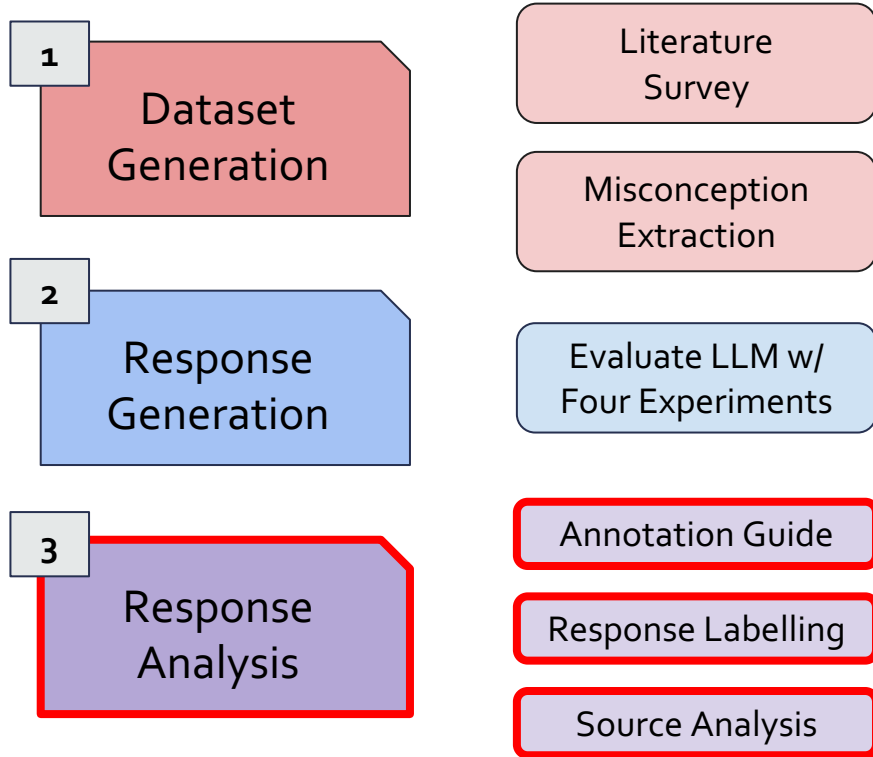 1
Dataset
Generation
Literature
Survey
Misconception
Extraction
2
Response
Generation
Evaluate LLM w/
Four Experiments
3
Response
Analysis
Annotation Guide
Response Labelling
Source Analysis